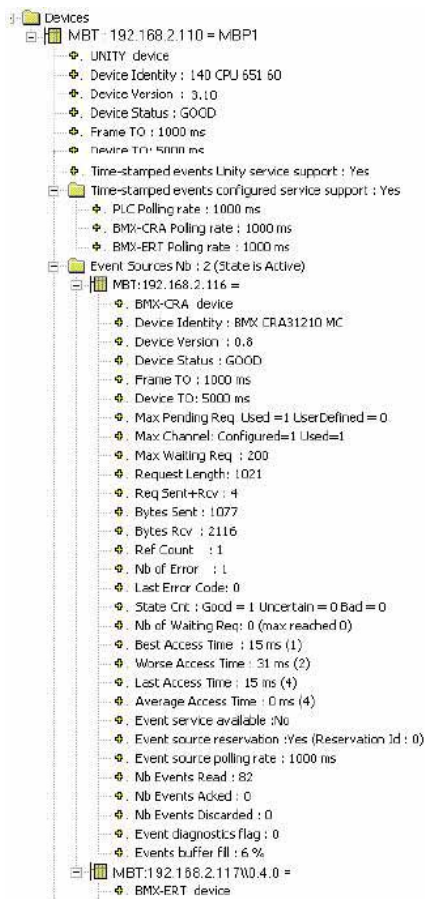 Devices
MBT : 192.168.2.110 = MBP1
UNITY device
Device Identity : 140 CPU 651 60
Device Version : 3.10
Device Status : GOOD
Frame TO : 1000 ms
Device TO: 5000 ms
Time-stamped events Unity service support : Yes
Time-stamped events configured service support : Yes
PLC Polling rate : 1000 ms
BMX-CRA Poling rate : 1000 ms
BMX-ERT Poling rate : 1000 ms
Event Sources Nb : 2 (State is Active)
MBT:192.168.2.116 =
BMX-CRA device
Device Identity : BMX CRA31210 MC
Device Version : 0.8
Device Status : GOOD
Frame TO : 1000 ms
Device TO: 5000 ms
Max Pending Req Used =1 UserDefined = 0
Max Channel: Configured=1 Used=1
Max Waiting Req : 200
Request Length: 1021
Req Sent+Rcv : 4
Bytes Sent : 1077
Bytes Rcv : 2116
Ref Count : 1
Nb of Error : 1
Last Error Code: 0
State Cnt : Good = 1 Uncertain = 0 Bad = 0
Nb of Waiting Req: 0 (max reached 0)
Best Access Time : 15 ms (1)
Worse Access Time : 31 ms (2)
Last Access Time : 15 ms (4)
Average Access Time : 0 ms (4)
Event service available :No
Event source reservation :Yes (Reservation Id : 0)
Event source polling rate : 1000 ms
Nb Events Read : 82
Nb Events Acked : 0
Nb Events Discarded : 0
Event diagnostics flag : 0
Events buffer fill : 6 %
MBT:192.168.2.117\\0.4.0 =
BMX-ERT device